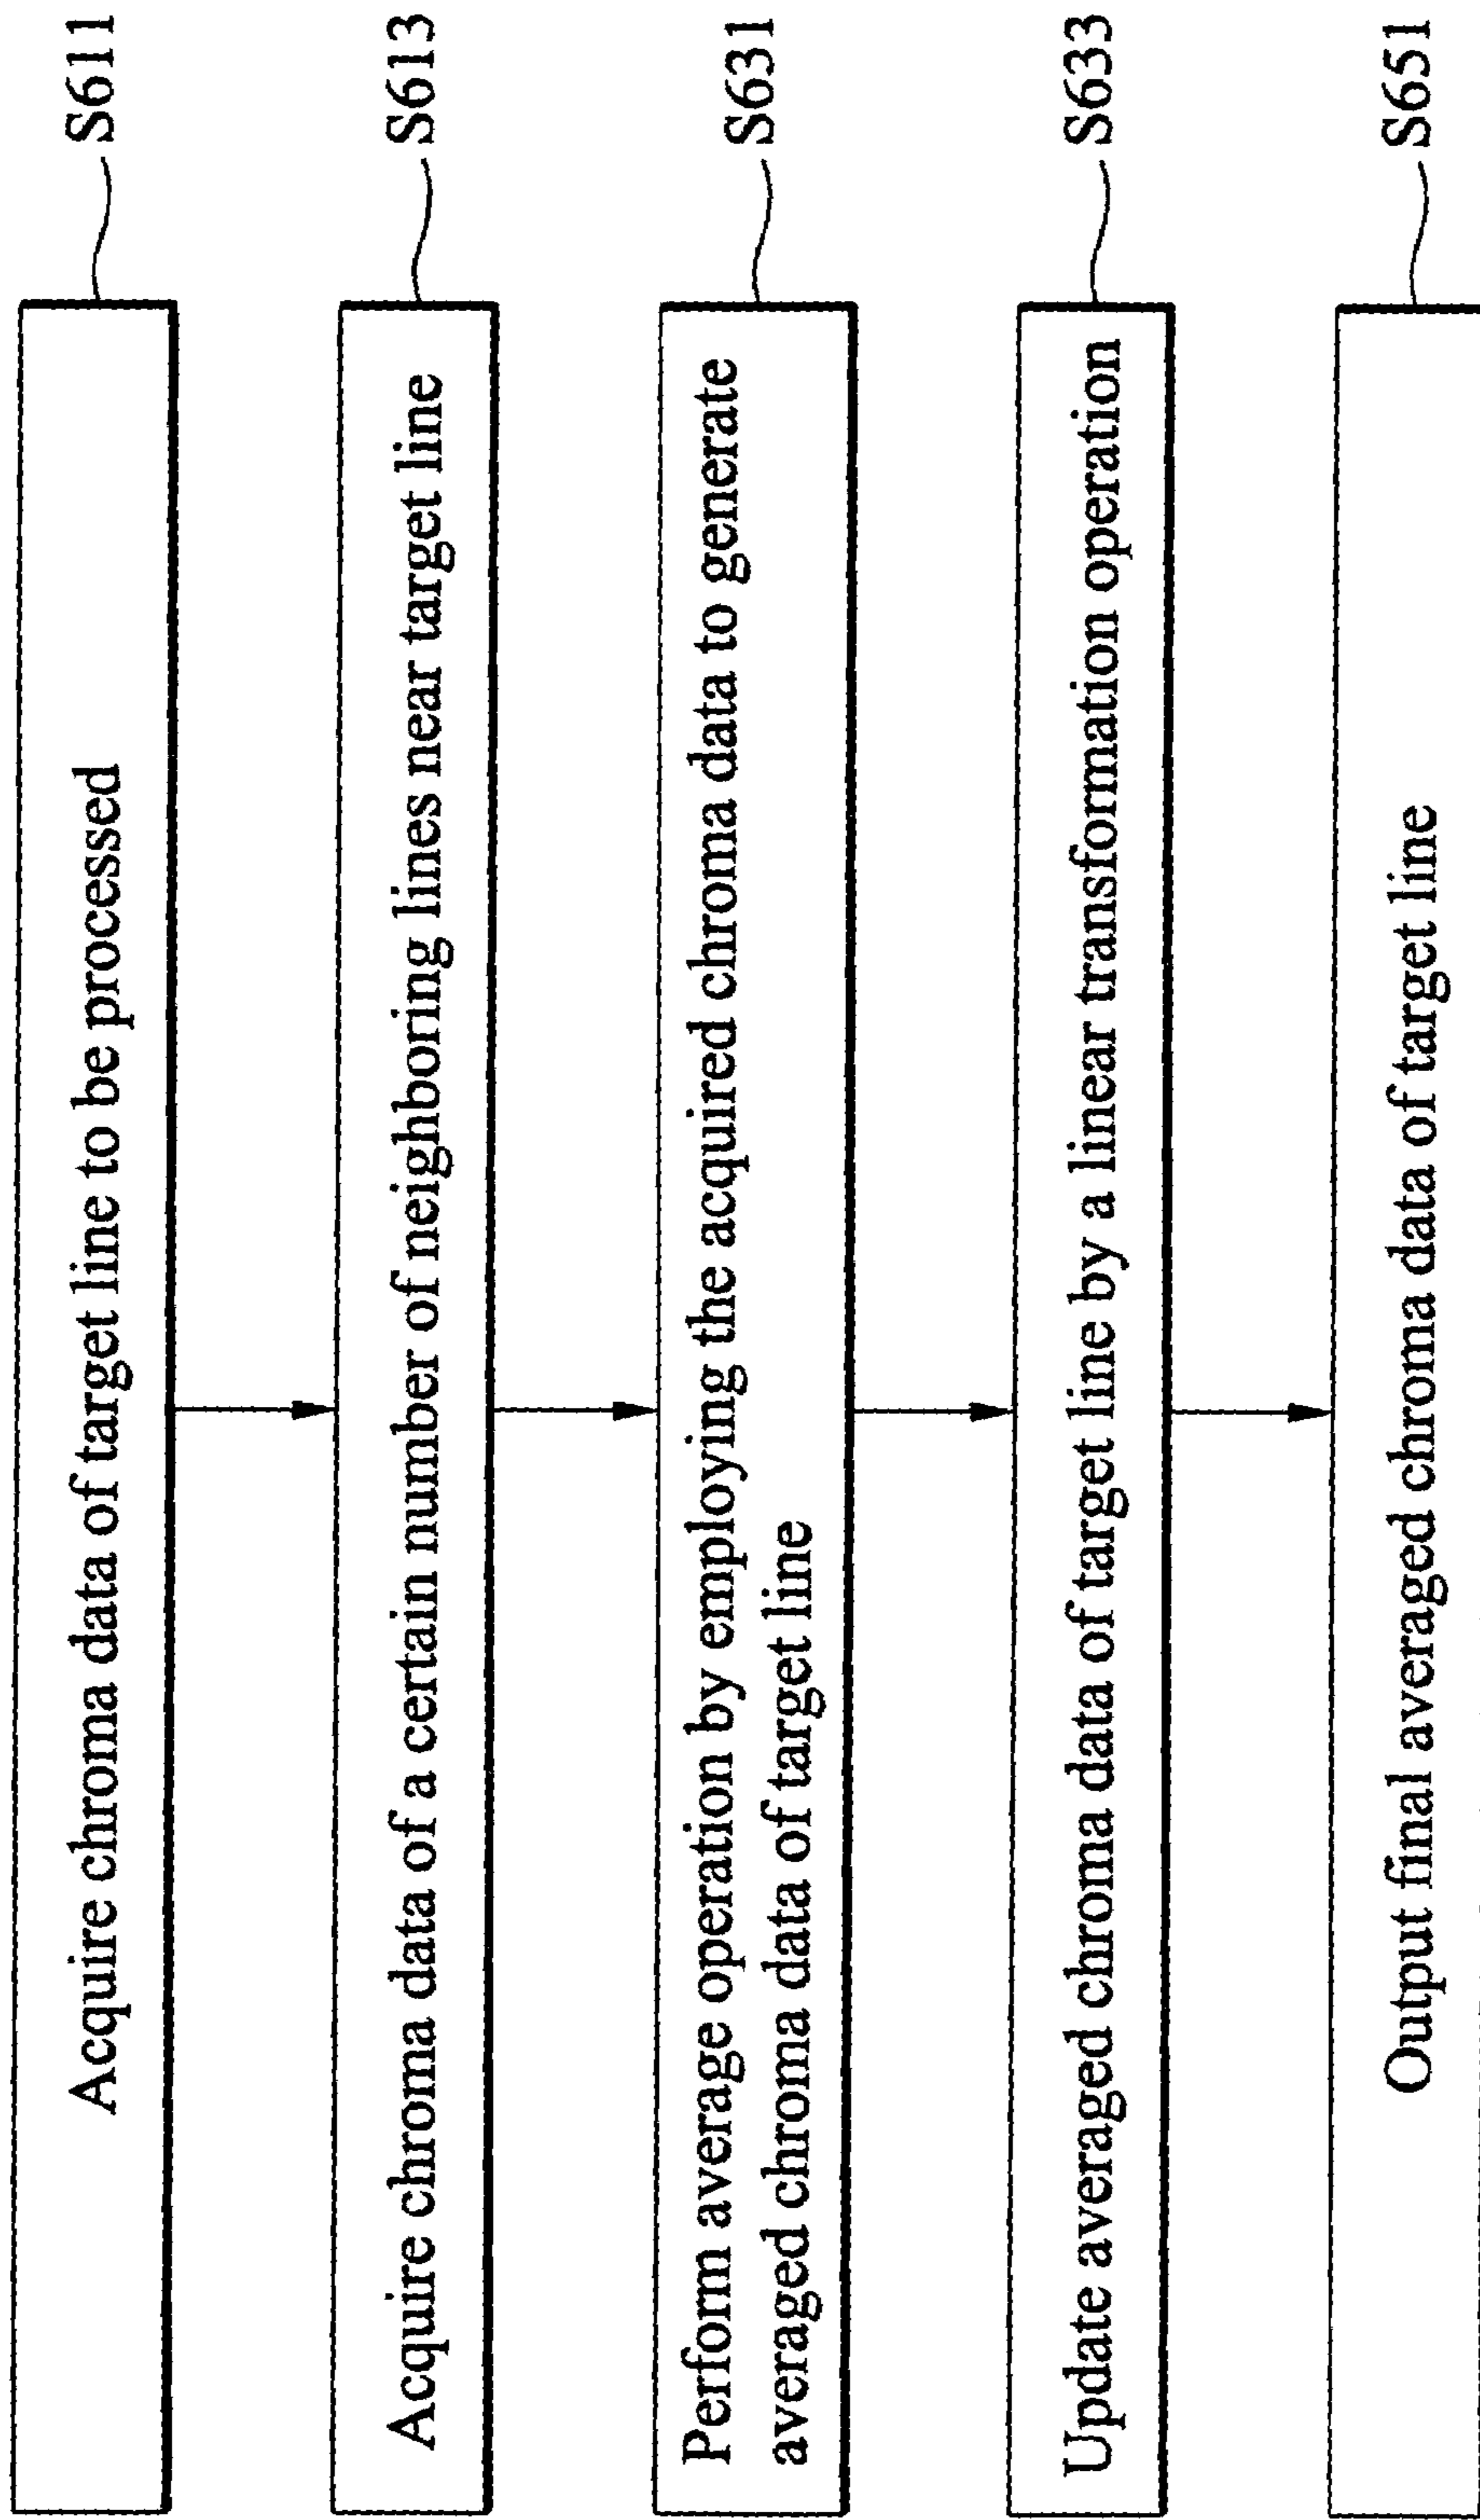 Acquire chroma data of target line to be processed
S611
Acquire chroma data of a certain number of neighboring lines near target line
S613
Perform average operation by employing the acquired chroma data to generate
averaged chroma data of target line
S631
Update averaged chroma data of target line by a linear transformation operation
S633
Output final averaged chroma data of target line
S651